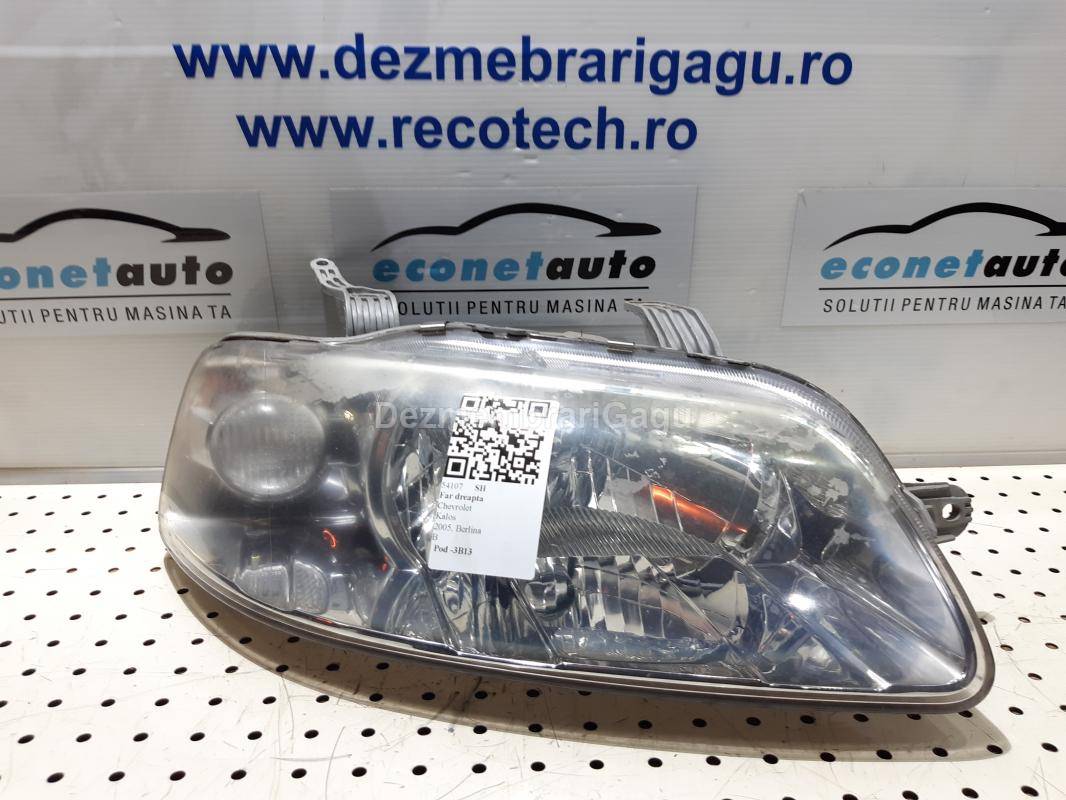 www.dezmebrarigagu.ro
www.recotech.ro
econetauto
SOLUTII PENTRU MASINA TA
econetauto
SOLUTII PENTRU MASINA TA
econetauto
SOLUTII PENTRU MASINA TA
DezmembrariGagu
54107 SH
Far dreapta
Chevrolet
Kalos
2005. Berlina
B
Pod -3B13